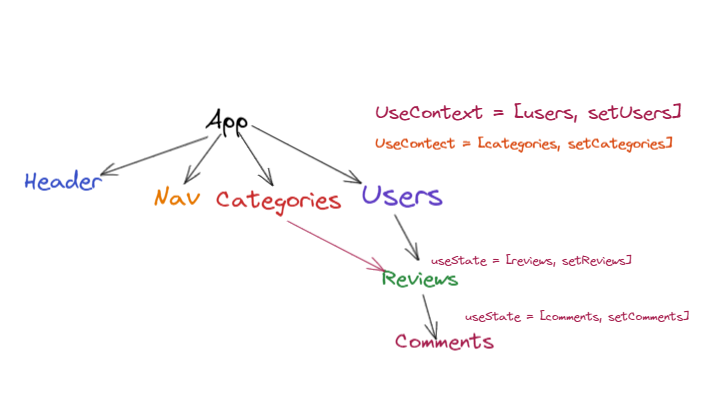 App
UseContext = [users, setUsers]
UseContect = [categories, setCategories]
Header
Nav
Categories
Users
useState = [reviews, setReviews]
Reviews
useState = [comments, setComments]
Comments